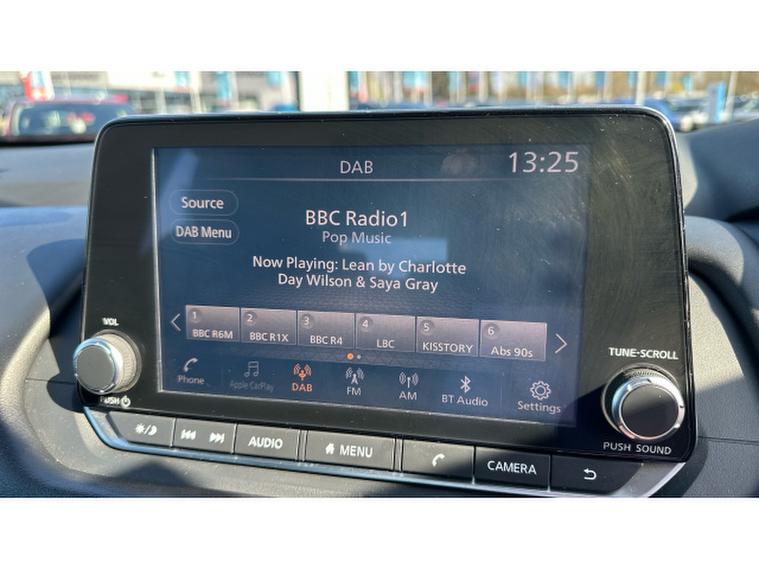 DAB
13:25
Source
BBC Radio1
DAB Menu
Pop Music
Now Playing: Lean by Charlotte
Day Wilson & Saya Gray
1
2
3
4
5
6
BBC R6M
BBC R1X
BBC R4
LBC
KISSTORY
Abs 90s
Phone
Apple CarPlay
DAB
FM
AM
BT Audio
Settings
VOL
PUSH
TUNE-SCROLL
PUSH SOUND
AUDIO
MENU
CAMERA